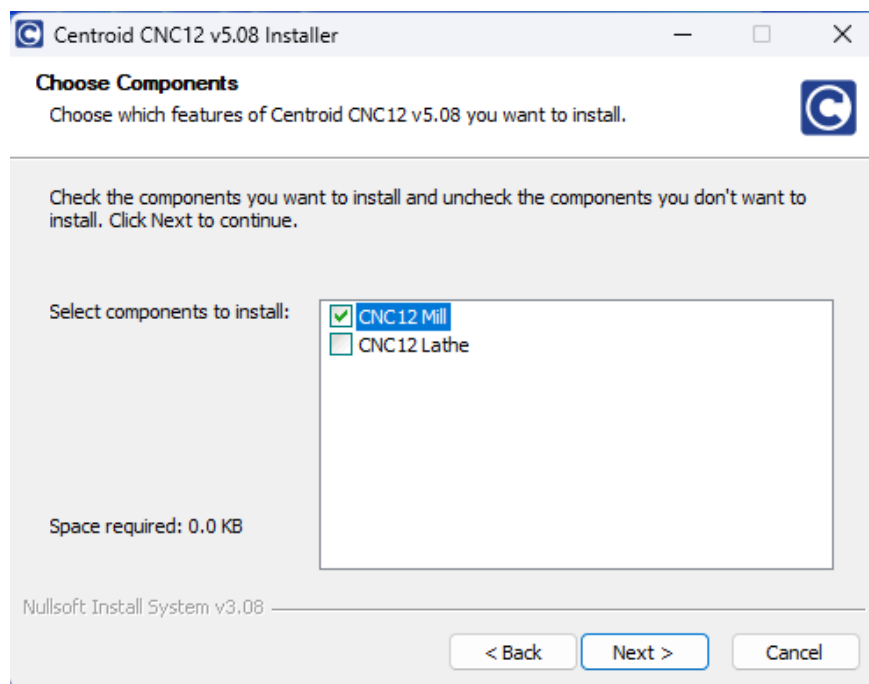 Centroid CNC12 v5.08 Installer
Choose Components
Choose which features of Centroid CNC12 v5.08 you want to install.
Check the components you want to install and uncheck the components you don't want to
install. Click Next to continue.
Select components to install:
CNC12 Mill
CNC12 Lathe
Space required: 0.0 KB
Nullsoft Install System v3.08
< Back
Next >
Cancel